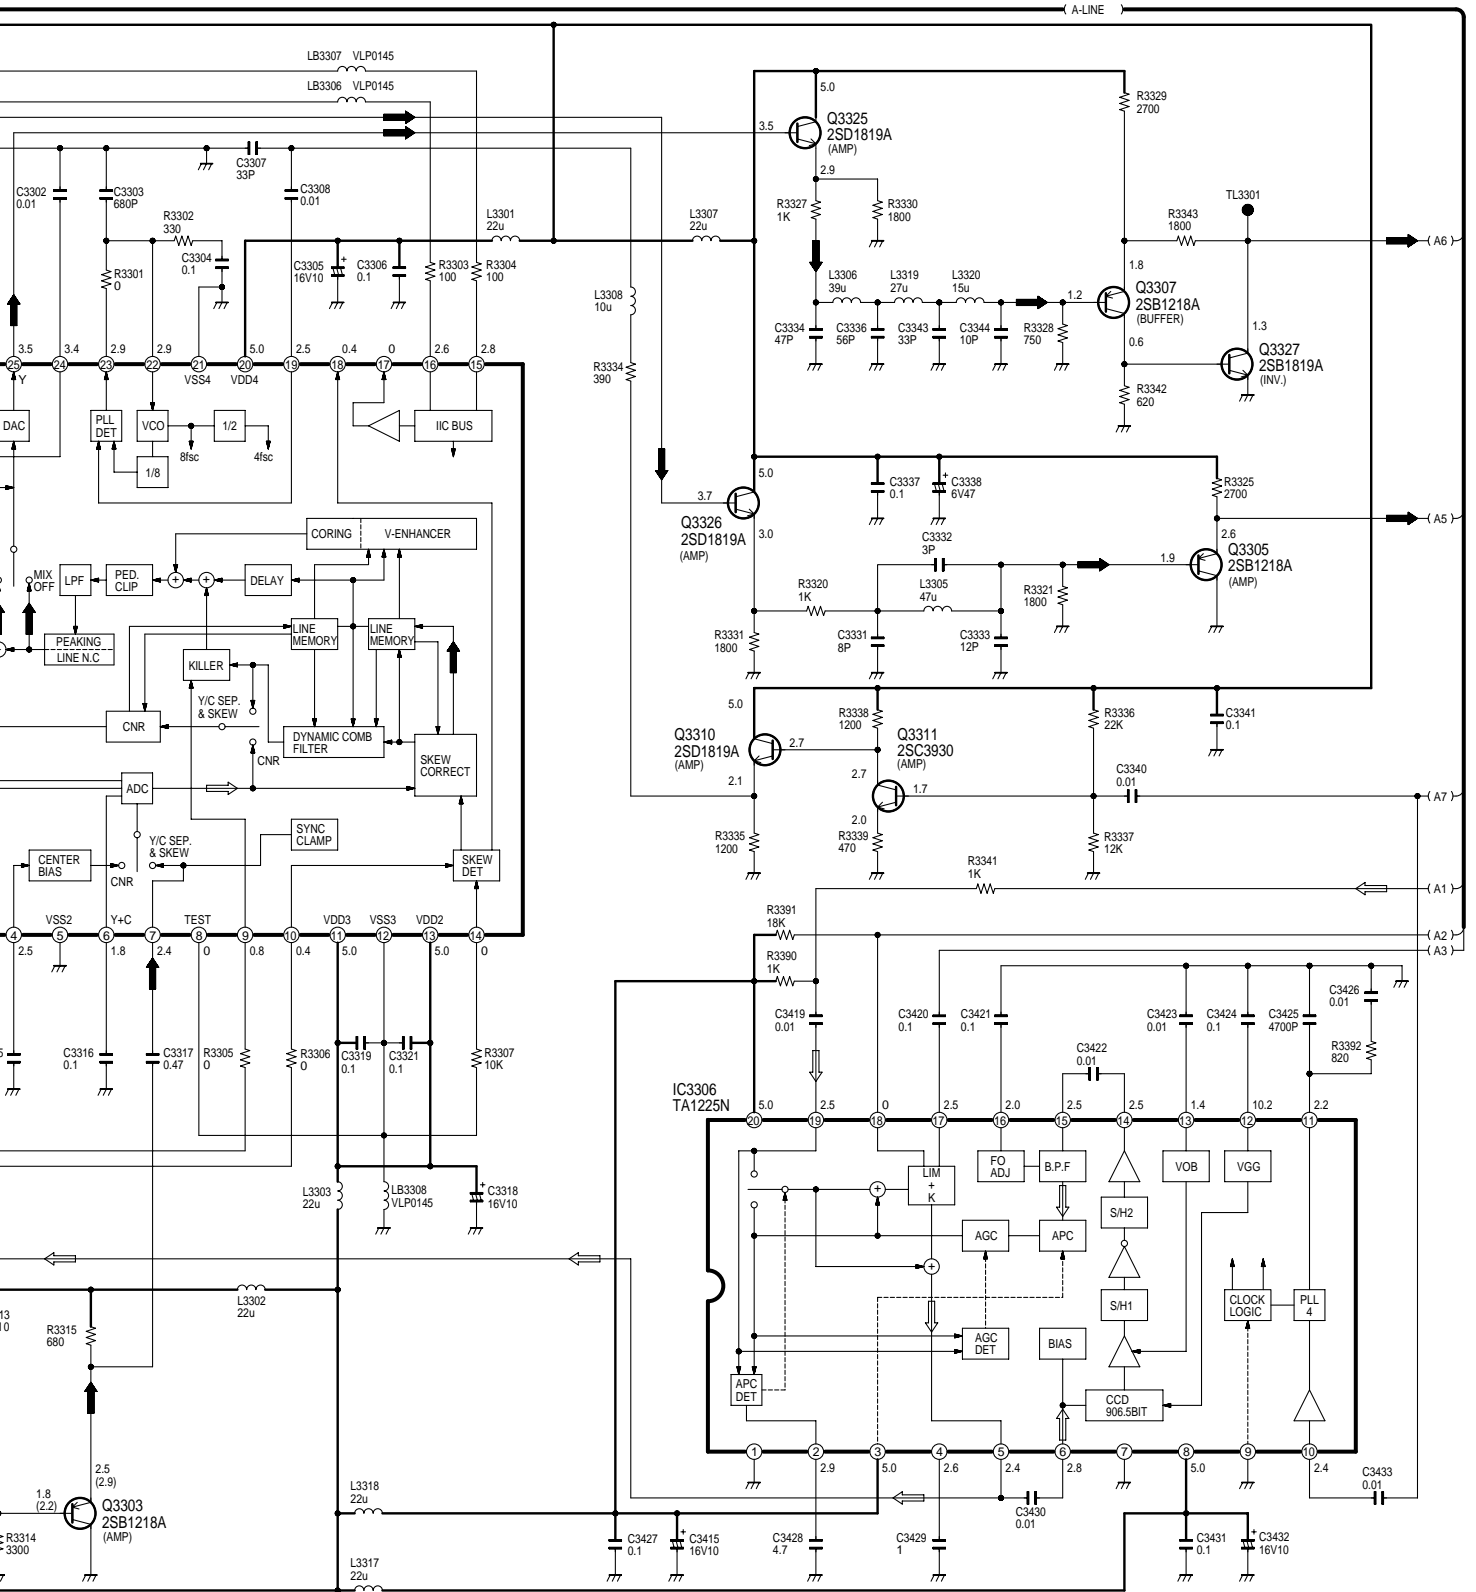 ( A-LINE )
LB3307 VLP0145
LB3306 VLP0145
5.0
Q3325
2SD1819A
(AMP)
3.5
2.9
R3329
2700
C3307
33P
C3302
0.01
C3303
680P
C3308
0.01
R3302
330
C3304
0.1
R3301
0
L3301
22u
L3307
22u
C3305
16V10
+
C3306
0.1
R3303
100
R3304
100
R3327
1K
R3330
1800
TL3301
R3343
1800
( A6 )
L3308
10u
L3306
39u
L3319
27u
L3320
15u
1.8
1.2
Q3307
2SB1218A
(BUFFER)
C3334
47P
C3336
56P
C3343
33P
C3344
10P
R3328
750
1.3
0.6
Q3327
2SB1819A
(INV.)
R3334
390
R3342
620
3.5
3.4
2.9
2.9
5.0
2.5
0.4
0
2.6
2.8
25
24
23
22
21
20
19
18
17
16
15
Y
VSS4
VDD4
DAC
PLL
DET
VCO
1/2
IIC BUS
8fsc
4fsc
1/8
5.0
3.7
Q3326
2SD1819A
(AMP)
3.0
C3337
0.1
+
C3338
6V47
R3325
2700
( A5 )
2.6
C3332
3P
1.9
Q3305
2SB1218A
(AMP)
CORING
V-ENHANCER
MIX
OFF
LPF
PED.
CLIP
+
+
DELAY
R3320
1K
L3305
47u
R3321
1800
PEAKING
LINE N.C
LINE
MEMORY
LINE
MEMORY
R3331
1800
C3331
8P
C3333
12P
KILLER
Y/C SEP.
& SKEW
CNR
CNR
DYNAMIC COMB
FILTER
SKEW
CORRECT
5.0
Q3310
2SD1819A
(AMP)
2.7
2.1
R3338
1200
Q3311
2SC3930
(AMP)
2.7
1.7
2.0
R3336
22K
C3341
0.1
C3340
0.01
( A7 )
ADC
SYNC
CLAMP
Y/C SEP.
& SKEW
CENTER
BIAS
CNR
SKEW
DET
R3335
1200
R3339
470
R3337
12K
R3341
1K
( A1 )
VSS2
Y+C
TEST
VDD3
VSS3
VDD2
4
5
6
7
8
9
10
11
12
13
14
2.5
1.8
2.4
0
0.8
0.4
5.0
5.0
0
R3391
18K
R3390
1K
( A2 )
( A3 )
C3316
0.1
C3317
0.47
R3305
0
R3306
0
C3319
0.1
C3321
0.1
R3307
10K
C3419
0.01
C3420
0.1
C3421
0.1
C3423
0.01
C3424
0.1
C3425
4700P
C3426
0.01
C3422
0.01
R3392
820
IC3306
TA1225N
5.0
2.5
0
2.5
2.0
2.5
2.5
1.4
10.2
2.2
20
19
18
17
16
15
14
13
12
11
L3303
22u
LB3308
VLP0145
+
C3318
16V10
LIM
+
K
FO
ADJ
B.P.F
VOB
VGG
+
S/H2
AGC
APC
+
S/H1
CLOCK
LOGIC
PLL
4
AGC
DET
BIAS
APC
DET
CCD
906.5BIT
L3302
22u
13
10
R3315
680
1
2
3
4
5
6
7
8
9
10
2.9
5.0
2.6
2.4
2.8
5.0
2.4
2.5
(2.9)
1.8
(2.2)
Q3303
2SB1218A
(AMP)
R3314
3300
L3318
22u
L3317
22u
C3427
0.1
+
C3415
16V10
C3428
4.7
C3429
1
C3430
0.01
C3431
0.1
+
C3432
16V10
C3433
0.01